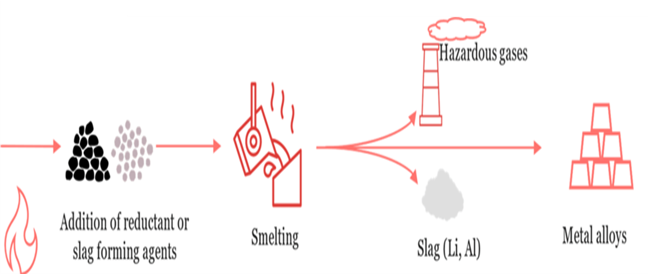 Hazardous gases
Addition of reductant or
slag forming agents
Smelting
Slag (Li, Al)
Metal alloys